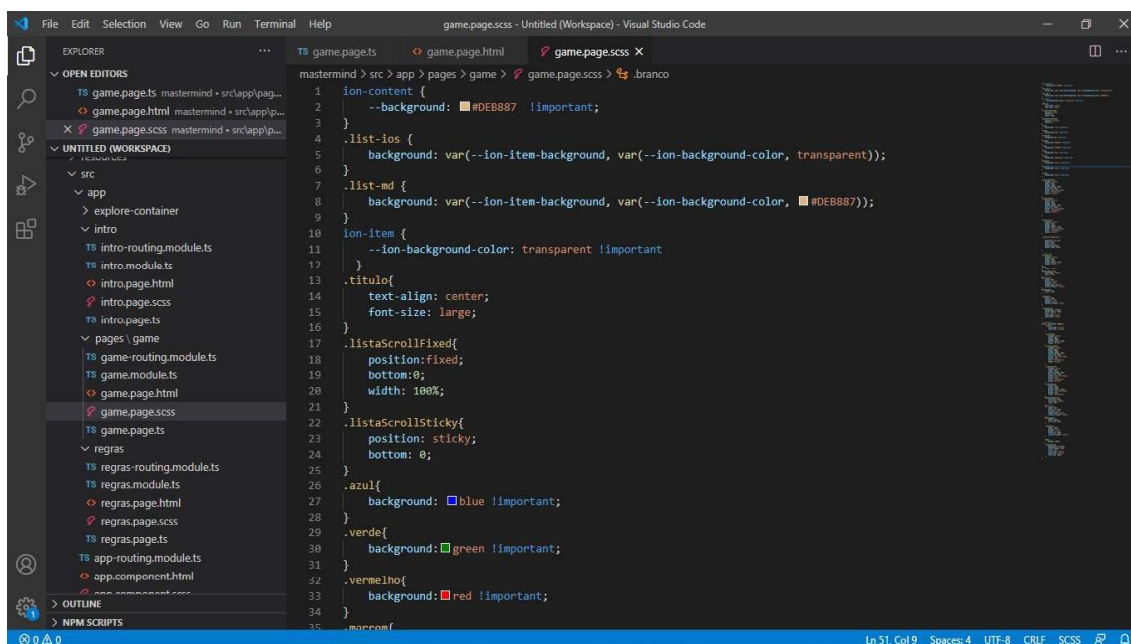 File Edit Selection View Go Run Terminal Help game.page.scss - Untitled (Workspace) - Visual Studio Code
EXPLORER
OPEN EDITORS
TS game.page.ts mastermind • src\app\pag...
<> game.page.html mastermind • src\app\p...
game.page.scss mastermind • src\app\p...
UNTITLED (WORKSPACE)
resources
src
app
explore-container
intro
TS intro-routing.module.ts
TS intro.module.ts
<> intro.page.html
intro.page.scss
TS intro.page.ts
pages \ game
TS game-routing.module.ts
TS game.module.ts
<> game.page.html
game.page.scss
TS game.page.ts
regras
TS regras-routing.module.ts
TS regras.module.ts
<> regras.page.html
regras.page.scss
TS regras.page.ts
TS app-routing.module.ts
<> app.component.html
app.component.scss
OUTLINE
NPM SCRIPTS
TS game.page.ts <> game.page.html game.page.scss
mastermind > src > app > pages > game > game.page.scss > .branco
1 ion-content {
2 --background: #DEB887 !important;
3 }
4 .list-ios {
5 background: var(--ion-item-background, var(--ion-background-color, transparent));
6 }
7 .list-md {
8 background: var(--ion-item-background, var(--ion-background-color, #DEB887));
9 }
10 ion-item {
11 --ion-background-color: transparent !important
12 }
13 .titulo{
14 text-align: center;
15 font-size: large;
16 }
17 .listaScrollFixed{
18 position:fixed;
19 bottom:0;
20 width: 100%;
21 }
22 .listaScrollSticky{
23 position: sticky;
24 bottom: 0;
25 }
26 .azul{
27 background: blue !important;
28 }
29 .verde{
30 background: green !important;
31 }
32 .vermelho{
33 background: red !important;
34 }
35 .marrom{
1
0 0 Ln 51, Col 9 Spaces: 4 UTF-8 CRLF SCSS